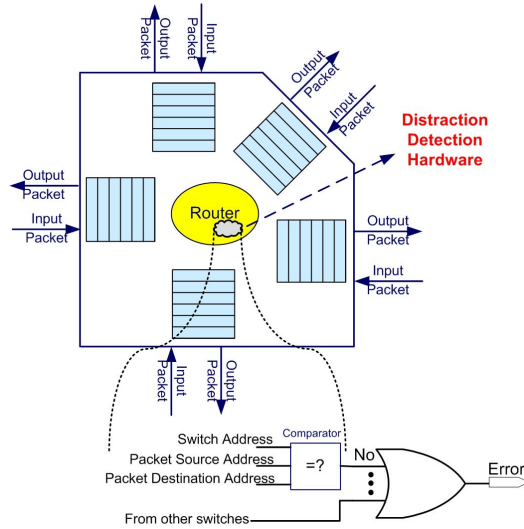 Output
Packet
Input
Packet
Output
Packet
Input
Packet
Distraction
Detection
Hardware
Output
Packet
Input
Packet
Router
Output
Packet
Input
Packet
Input
Packet
Output
Packet
Switch Address
Packet Source Address
Packet Destination Address
Comparator
=?
No
Error
From other switches